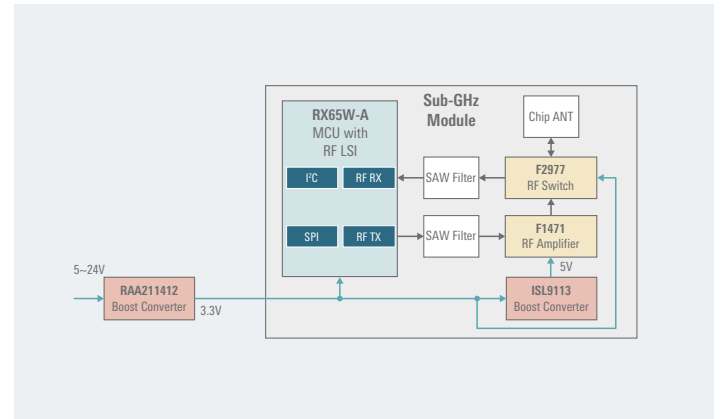 Sub-GHz
Module
RX65W-A
MCU with
RF LSI
I²C
RF RX
SPI
RF TX
SAW Filter
SAW Filter
Chip ANT
F2977
RF Switch
F1471
RF Amplifier
5V
ISL9113
Boost Converter
5~24V
RAA211412
Boost Converter
3.3V